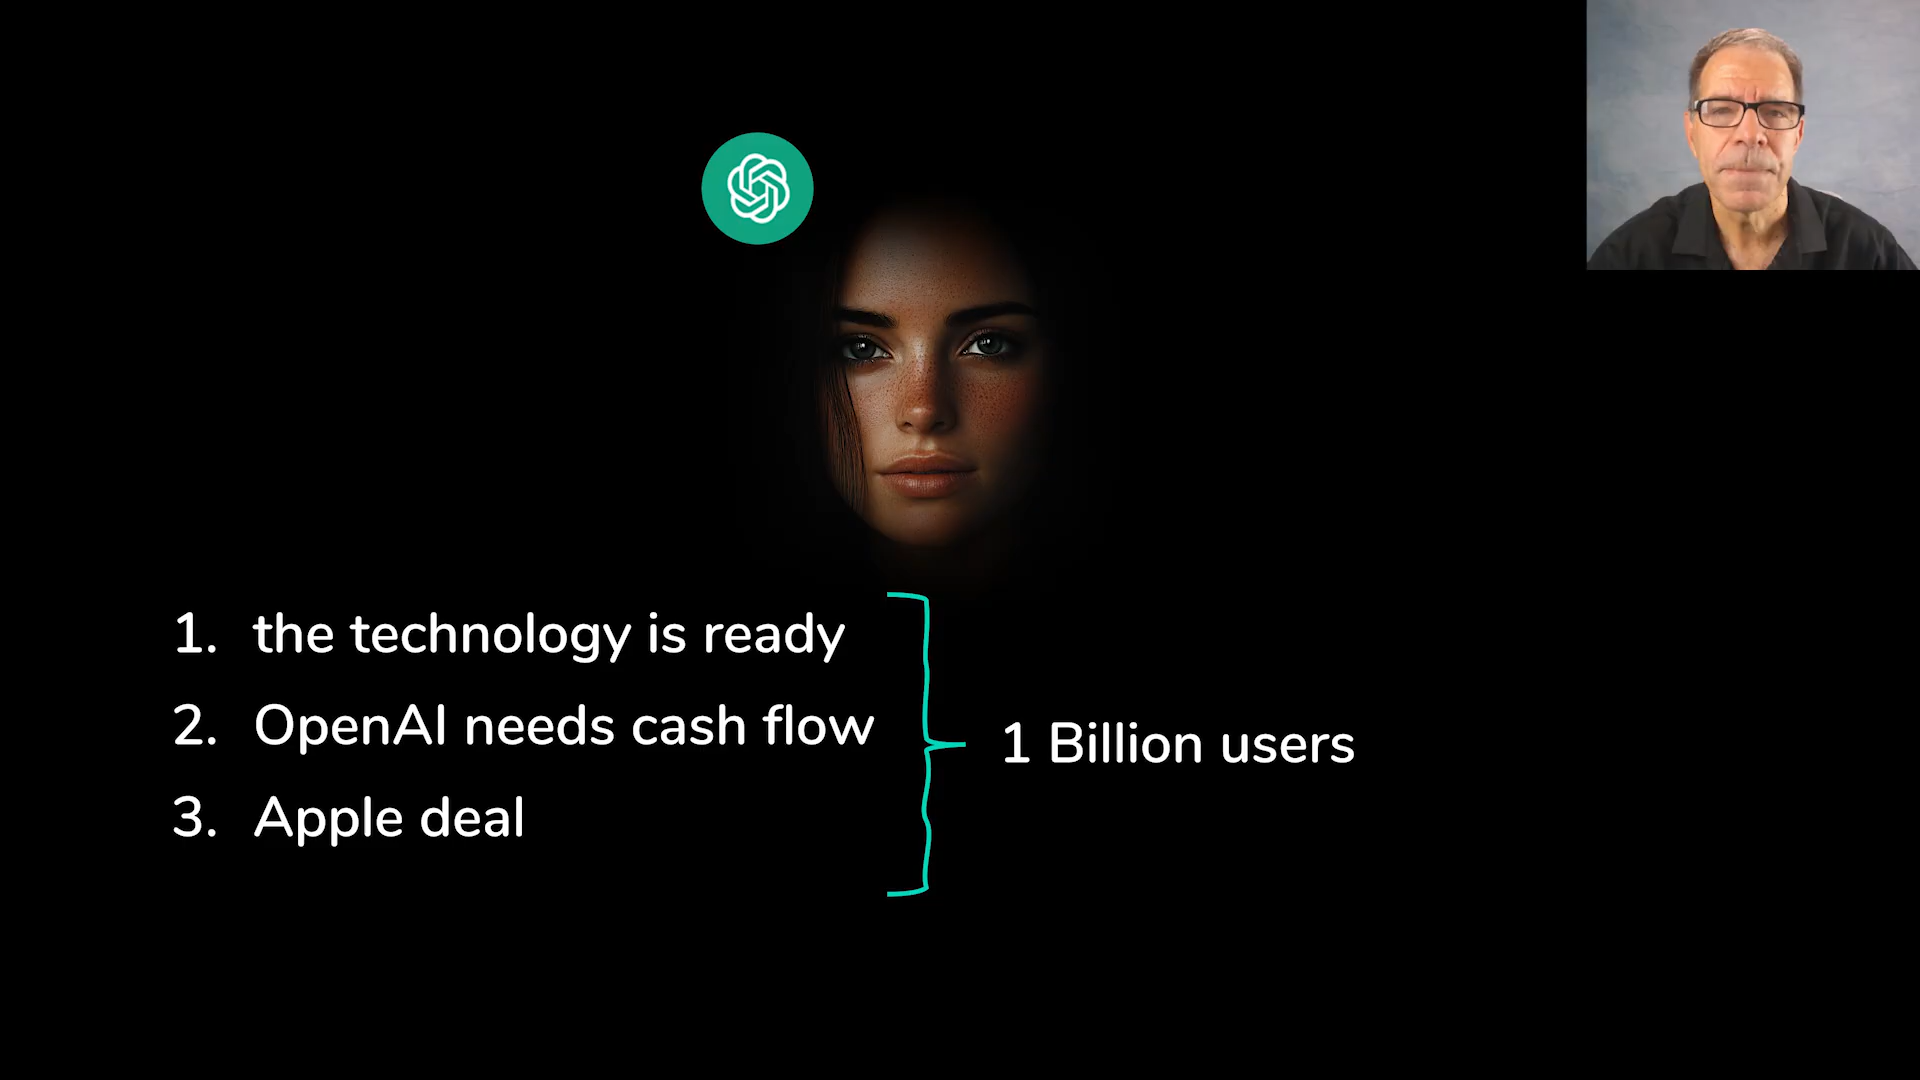 1. the technology is ready
2. OpenAI needs cash flow
3. Apple deal
1 Billion users